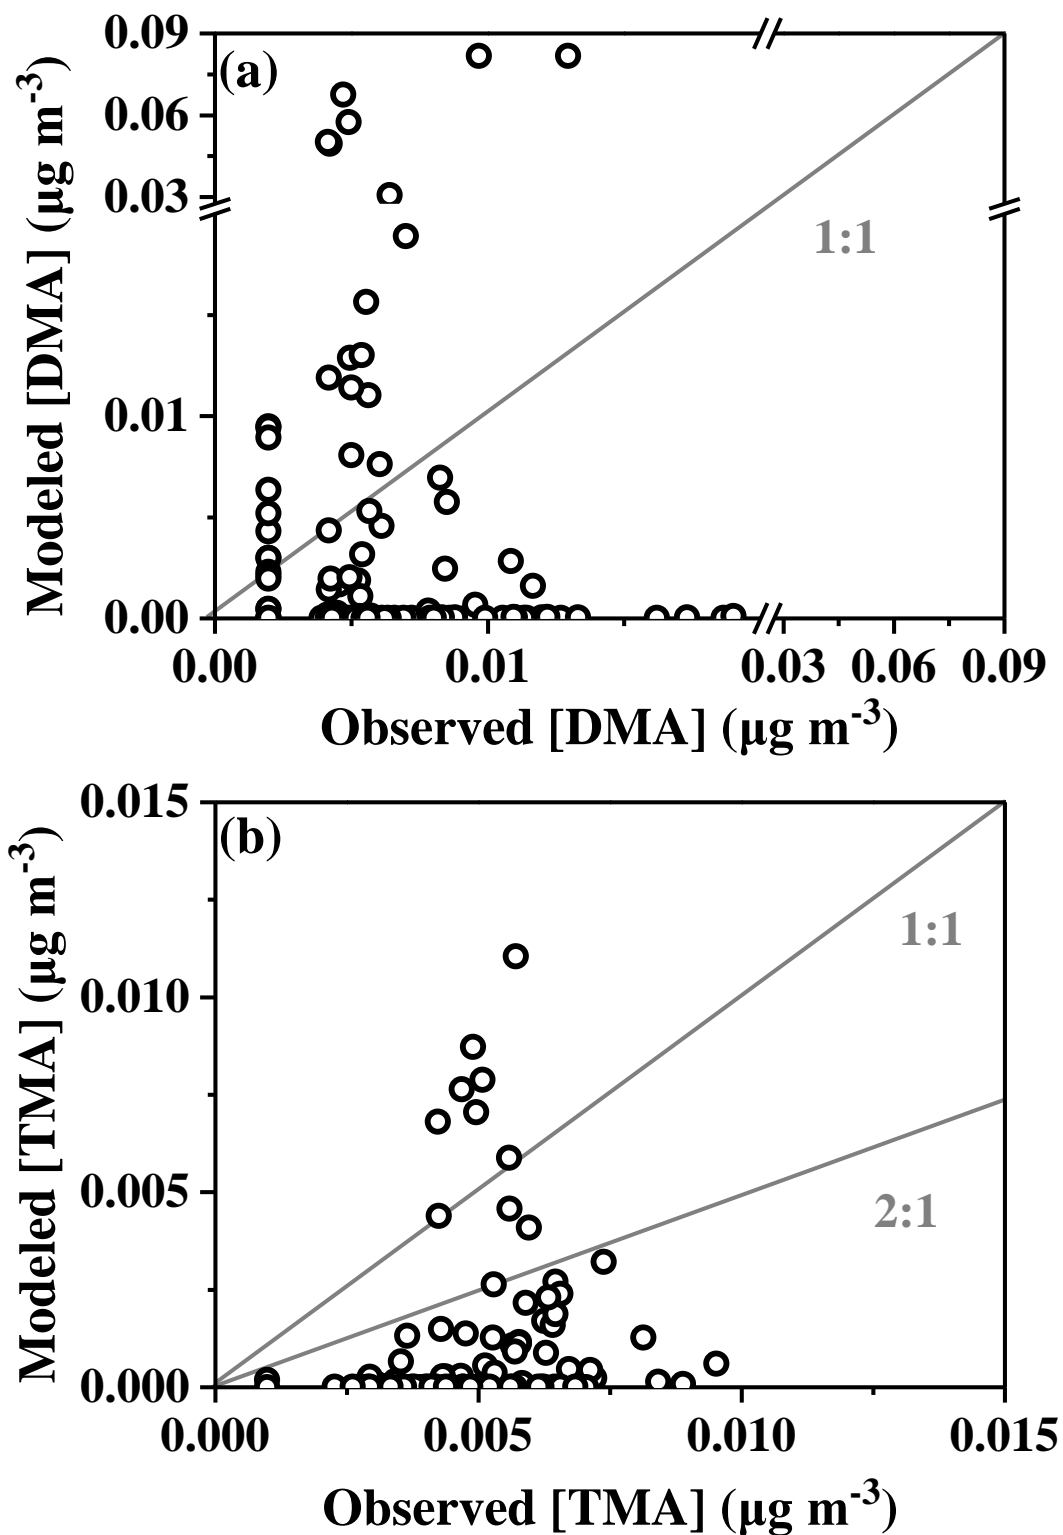 0.09
(a)
0.06
0.03
1:1
0.01
0.00
Modeled [DMA] (µg m-3)
0.00 0.01 0.03 0.06 0.09
Observed [DMA] (µg m-3)
0.015
(b)
1:1
0.010
0.005
2:1
0.000
Modeled [TMA] (µg m-3)
0.000 0.005 0.010 0.015
Observed [TMA] (µg m-3)